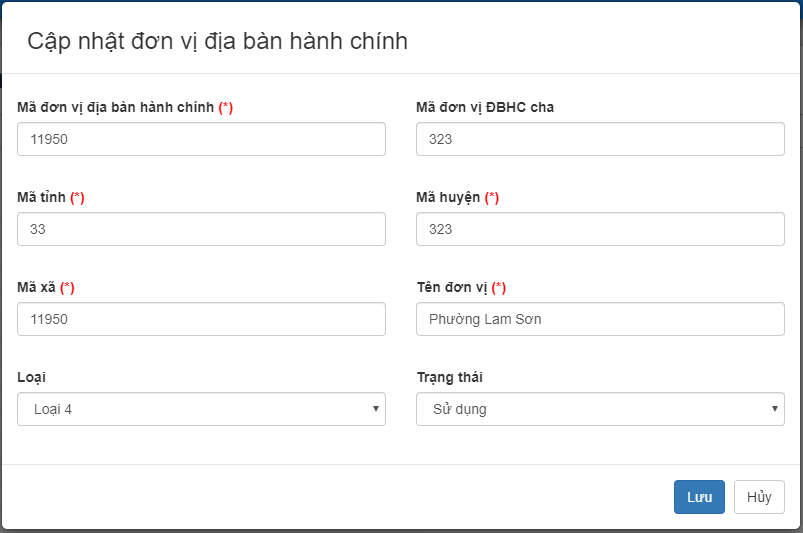 Cập nhật đơn vị địa bàn hành chính
Mã đơn vị địa bàn hành chính (*)
Mã đơn vị ĐBHC cha
11950
323
Mã tỉnh (*)
Mã huyện (*)
33
323
Mã xã (*)
Tên đơn vị (*)
11950
Phường Lam Sơn
Loại
Trạng thái
Loại 4
Sử dụng
Lưu
Hủy